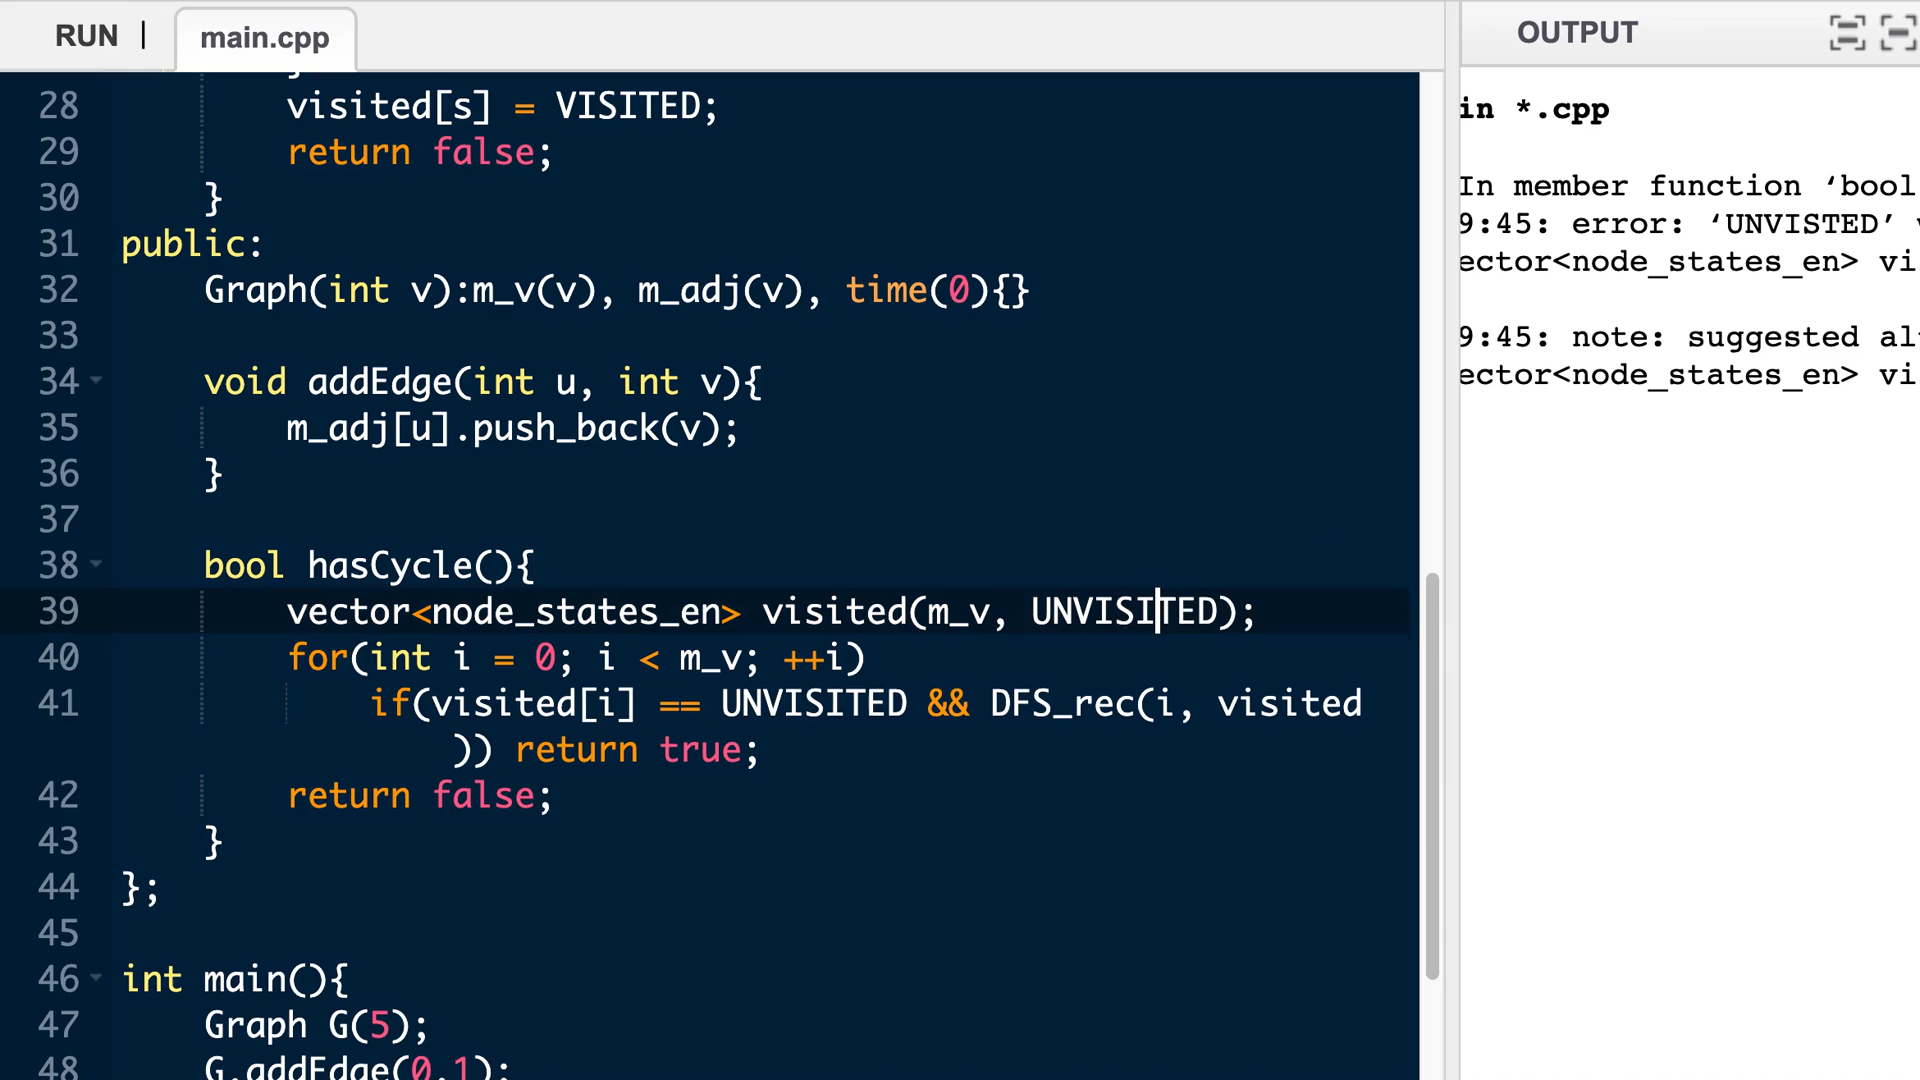 RUN | main.cpp OUTPUT
28 visited[s] = VISITED;
29 return false;
30 }
31 public:
32 Graph(int v):m_v(v), m_adj(v), time(0){}
33
34 void addEdge(int u, int v){
35 m_adj[u].push_back(v);
36 }
37
38 bool hasCycle(){
39 vector<node_states_en> visited(m_v, UNVISITED);
40 for(int i = 0; i < m_v; ++i)
41 if(visited[i] == UNVISITED && DFS_rec(i, visited
)) return true;
42 return false;
43 }
44 };
45
46 int main(){
47 Graph G(5);
48 G.addEdge(0,1);
in *.cpp
In member function ‘bool
9:45: error: ‘UNVISTED’
ector<node_states_en> vi
9:45: note: suggested al
ector<node_states_en> vi